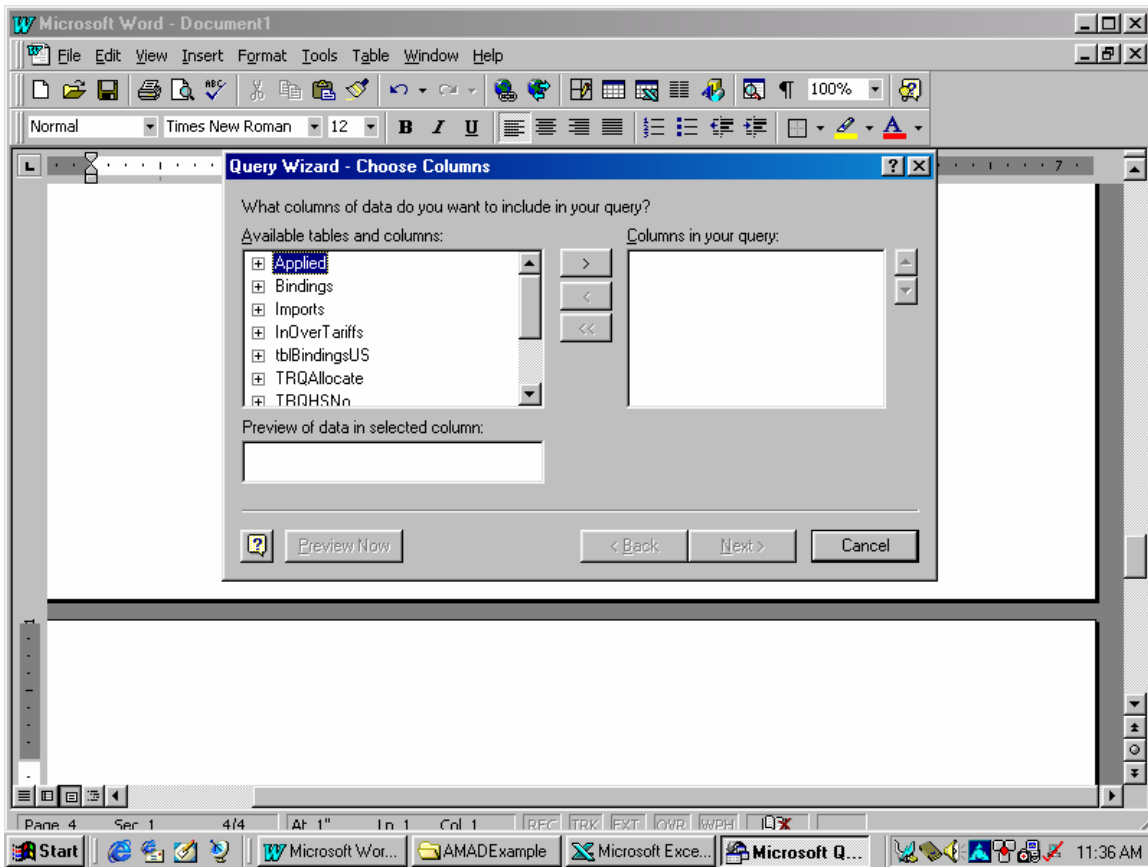 Microsoft Word - Document1
File Edit View Insert Format Tools Table Window Help
ABC 100%
Normal Times New Roman 12 B I U A
L 7
Query Wizard - Choose Columns
What columns of data do you want to include in your query?
Available tables and columns: Columns in your query:
Applied >
Bindings
Imports <
InOverTariffs <<
tblBindingsUS
TRQAllocate
TRQHSNo
Preview of data in selected column:
Preview Now < Back Next > Cancel
1
Page 4 Sec 1 4/4 At 1" Ln 1 Col 1 REC TRK EXT OVR WPH
Start Microsoft Wor... AMADExample Microsoft Exce... Microsoft Q... 11:36 AM